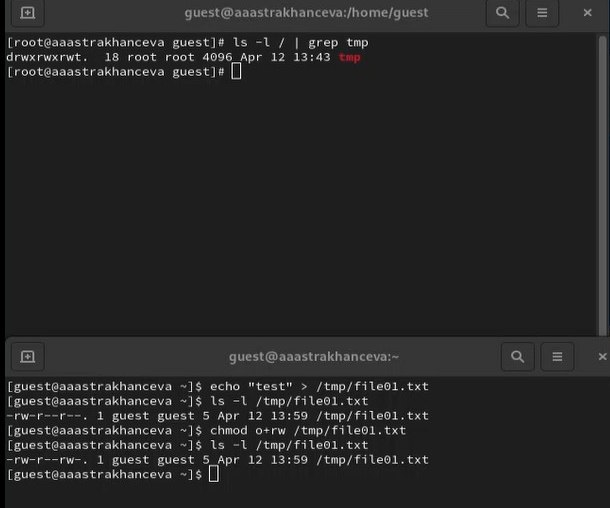 guest@aaastrakhanceva:/home/guest
[root@aaastrakhanceva guest]# ls -l / | grep tmp
drwxrwxrwt.  18 root root 4096 Apr 12 13:43 tmp
[root@aaastrakhanceva guest]#
guest@aaastrakhanceva:~
[guest@aaastrakhanceva ~]$ echo "test" > /tmp/file01.txt
[guest@aaastrakhanceva ~]$ ls -l /tmp/file01.txt
-rw-r--r--. 1 guest guest 5 Apr 12 13:59 /tmp/file01.txt
[guest@aaastrakhanceva ~]$ chmod o+rw /tmp/file01.txt
[guest@aaastrakhanceva ~]$ ls -l /tmp/file01.txt
-rw-r--rw-. 1 guest guest 5 Apr 12 13:59 /tmp/file01.txt
[guest@aaastrakhanceva ~]$